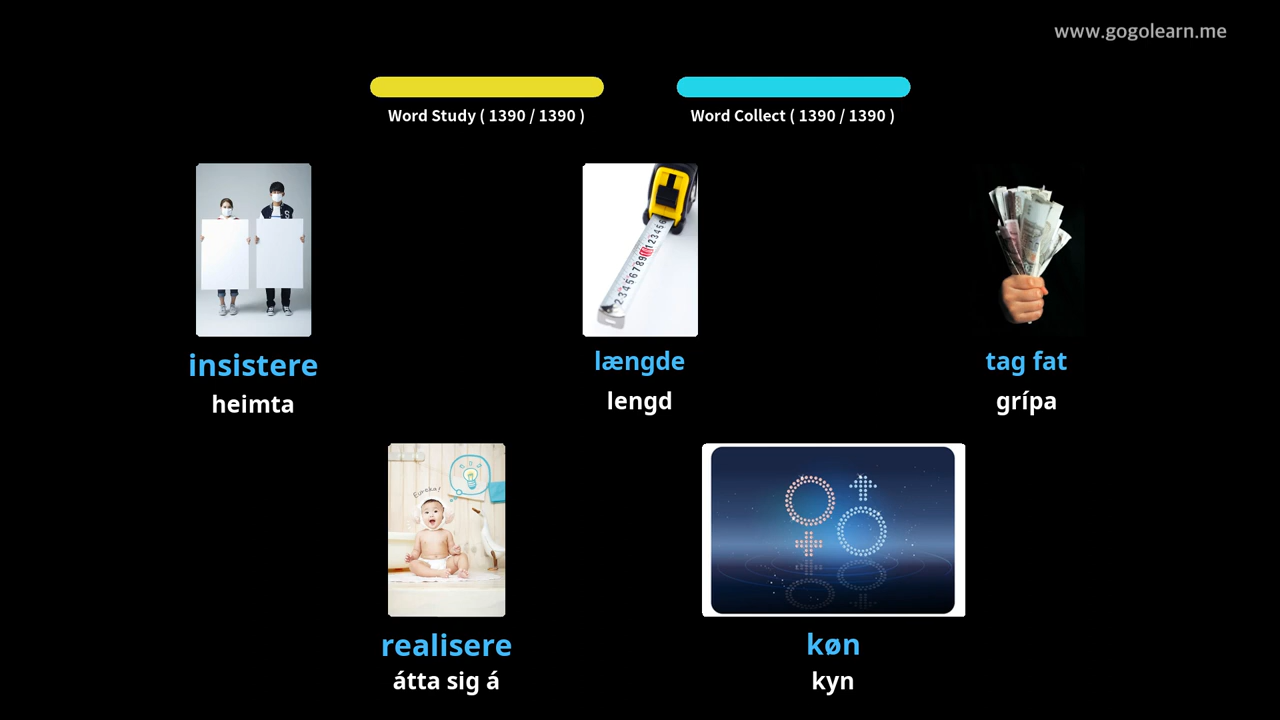 www.gogolearn.me
Word Study ( 1390 / 1390 )
Word Collect ( 1390 / 1390 )
insistere
heimta
længde
lengd
tag fat
grípa
Eureka!
realisere
átta sig á
køn
kyn